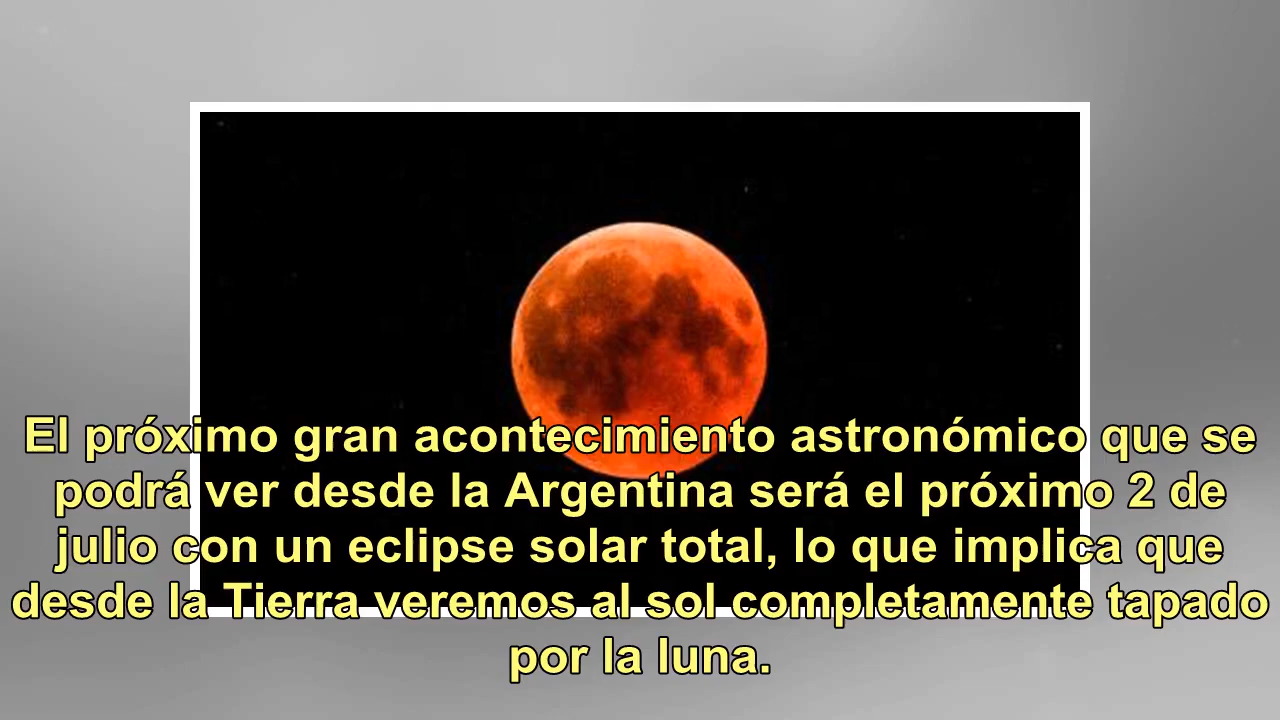 El próximo gran acontecimiento astronómico que se
podrá ver desde la Argentina será el próximo 2 de
julio con un eclipse solar total, lo que implica que
desde la Tierra veremos al sol completamente tapado
por la luna.